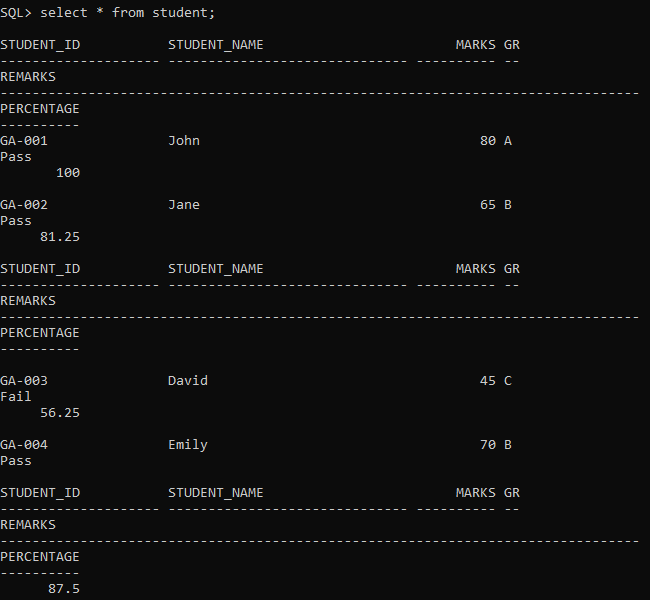 SQL> select * from student;
STUDENT_ID           STUDENT_NAME                        MARKS GR
-------------------- ------------------------------ ---------- --
REMARKS
--------------------------------------------------------------------------------
PERCENTAGE
----------
GA-001               John                                   80 A
Pass
       100
GA-002               Jane                                   65 B
Pass
     81.25
STUDENT_ID           STUDENT_NAME                        MARKS GR
-------------------- ------------------------------ ---------- --
REMARKS
--------------------------------------------------------------------------------
PERCENTAGE
----------
GA-003               David                                  45 C
Fail
     56.25
GA-004               Emily                                  70 B
Pass
STUDENT_ID           STUDENT_NAME                        MARKS GR
-------------------- ------------------------------ ---------- --
REMARKS
--------------------------------------------------------------------------------
PERCENTAGE
----------
      87.5